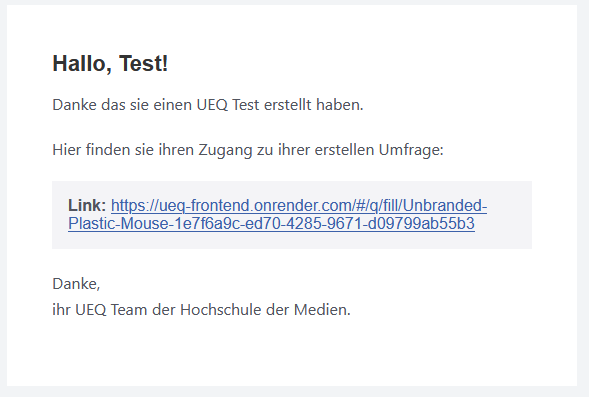 Hallo, Test!
Danke das sie einen UEQ Test erstellt haben.
Hier finden sie ihren Zugang zu ihrer erstellen Umfrage:
Link: https://ueq-frontend.onrender.com/#/q/fill/Unbranded-
Plastic-Mouse-1e7f6a9c-ed70-4285-9671-d09799ab55b3
Danke,
ihr UEQ Team der Hochschule der Medien.